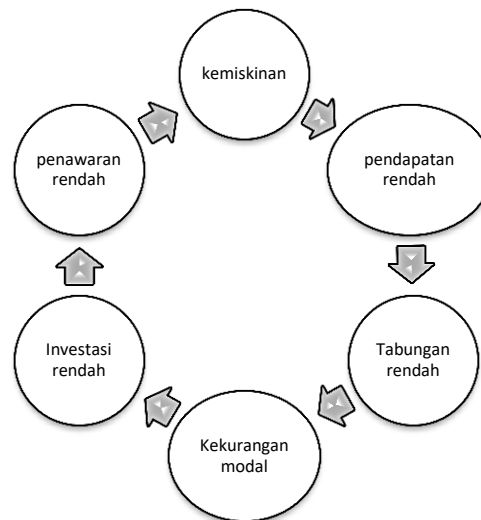 kemiskinan
pendapatan
rendah
Tabungan
rendah
Kekurangan
modal
Investasi
rendah
penawaran
rendah